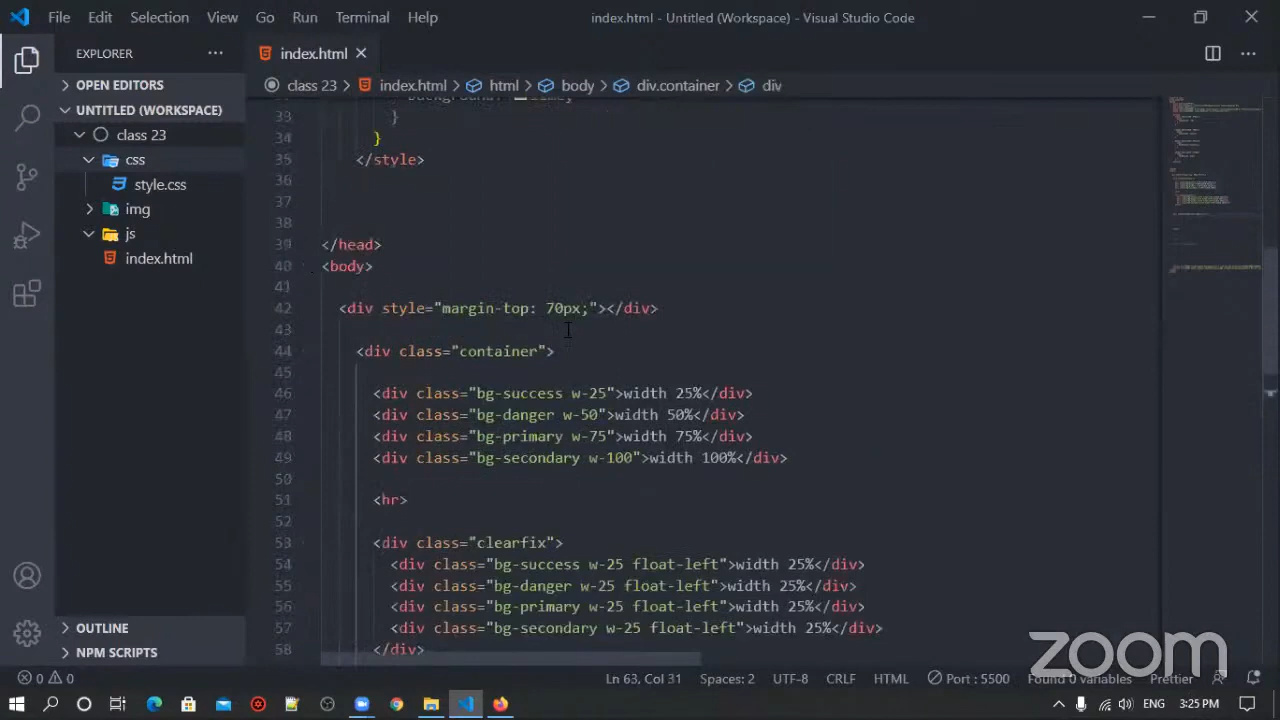 File Edit Selection View Go Run Terminal Help
index.html - Untitled (Workspace) - Visual Studio Code
EXPLORER
index.html
OPEN EDITORS
class 23 > index.html > html > body > div.container > div
UNTITLED (WORKSPACE)
class 23
css
style.css
img
js
index.html
33 }
34 }
35 </style>
36
37
38
39 </head>
40 <body>
41
42 <div style="margin-top: 70px;"></div>
43
44 <div class="container">
45
46 <div class="bg-success w-25">width 25%</div>
47 <div class="bg-danger w-50">width 50%</div>
48 <div class="bg-primary w-75">width 75%</div>
49 <div class="bg-secondary w-100">width 100%</div>
50
51 <hr>
52
53 <div class="clearfix">
54 <div class="bg-success w-25 float-left">width 25%</div>
55 <div class="bg-danger w-25 float-left">width 25%</div>
56 <div class="bg-primary w-25 float-left">width 25%</div>
57 <div class="bg-secondary w-25 float-left">width 25%</div>
58 </div>
OUTLINE
NPM SCRIPTS
zoom
0 0 Ln 63, Col 31 Spaces: 2 UTF-8 CRLF HTML Port : 5500 Found 0 variables Prettier
ENG 3:25 PM